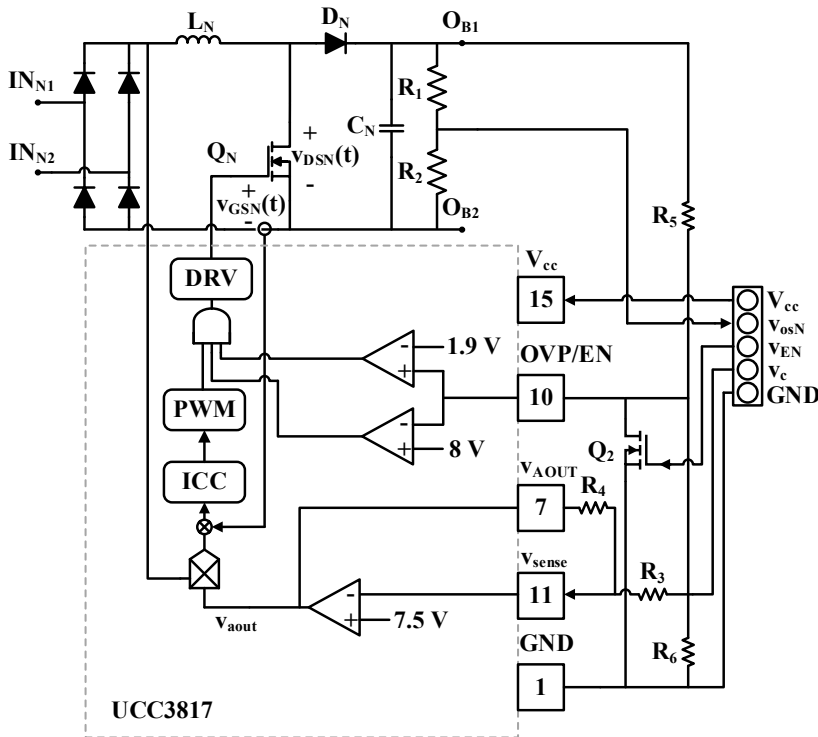 L_N
D_N
O_B1
IN_N1
R_1
C_N
IN_N2
Q_N
+
v_DSN(t)
-
R_2
+
v_GSN(t)
-
O_B2
R_5
DRV
V_cc
15
V_cc
v_osN
v_EN
v_c
GND
1.9 V
-
+
OVP/EN
10
PWM
-
+
8 V
Q_2
ICC
v_AOUT
7
R_4
v_sense
11
R_3
-
+
7.5 V
v_aout
GND
1
R_6
UCC3817